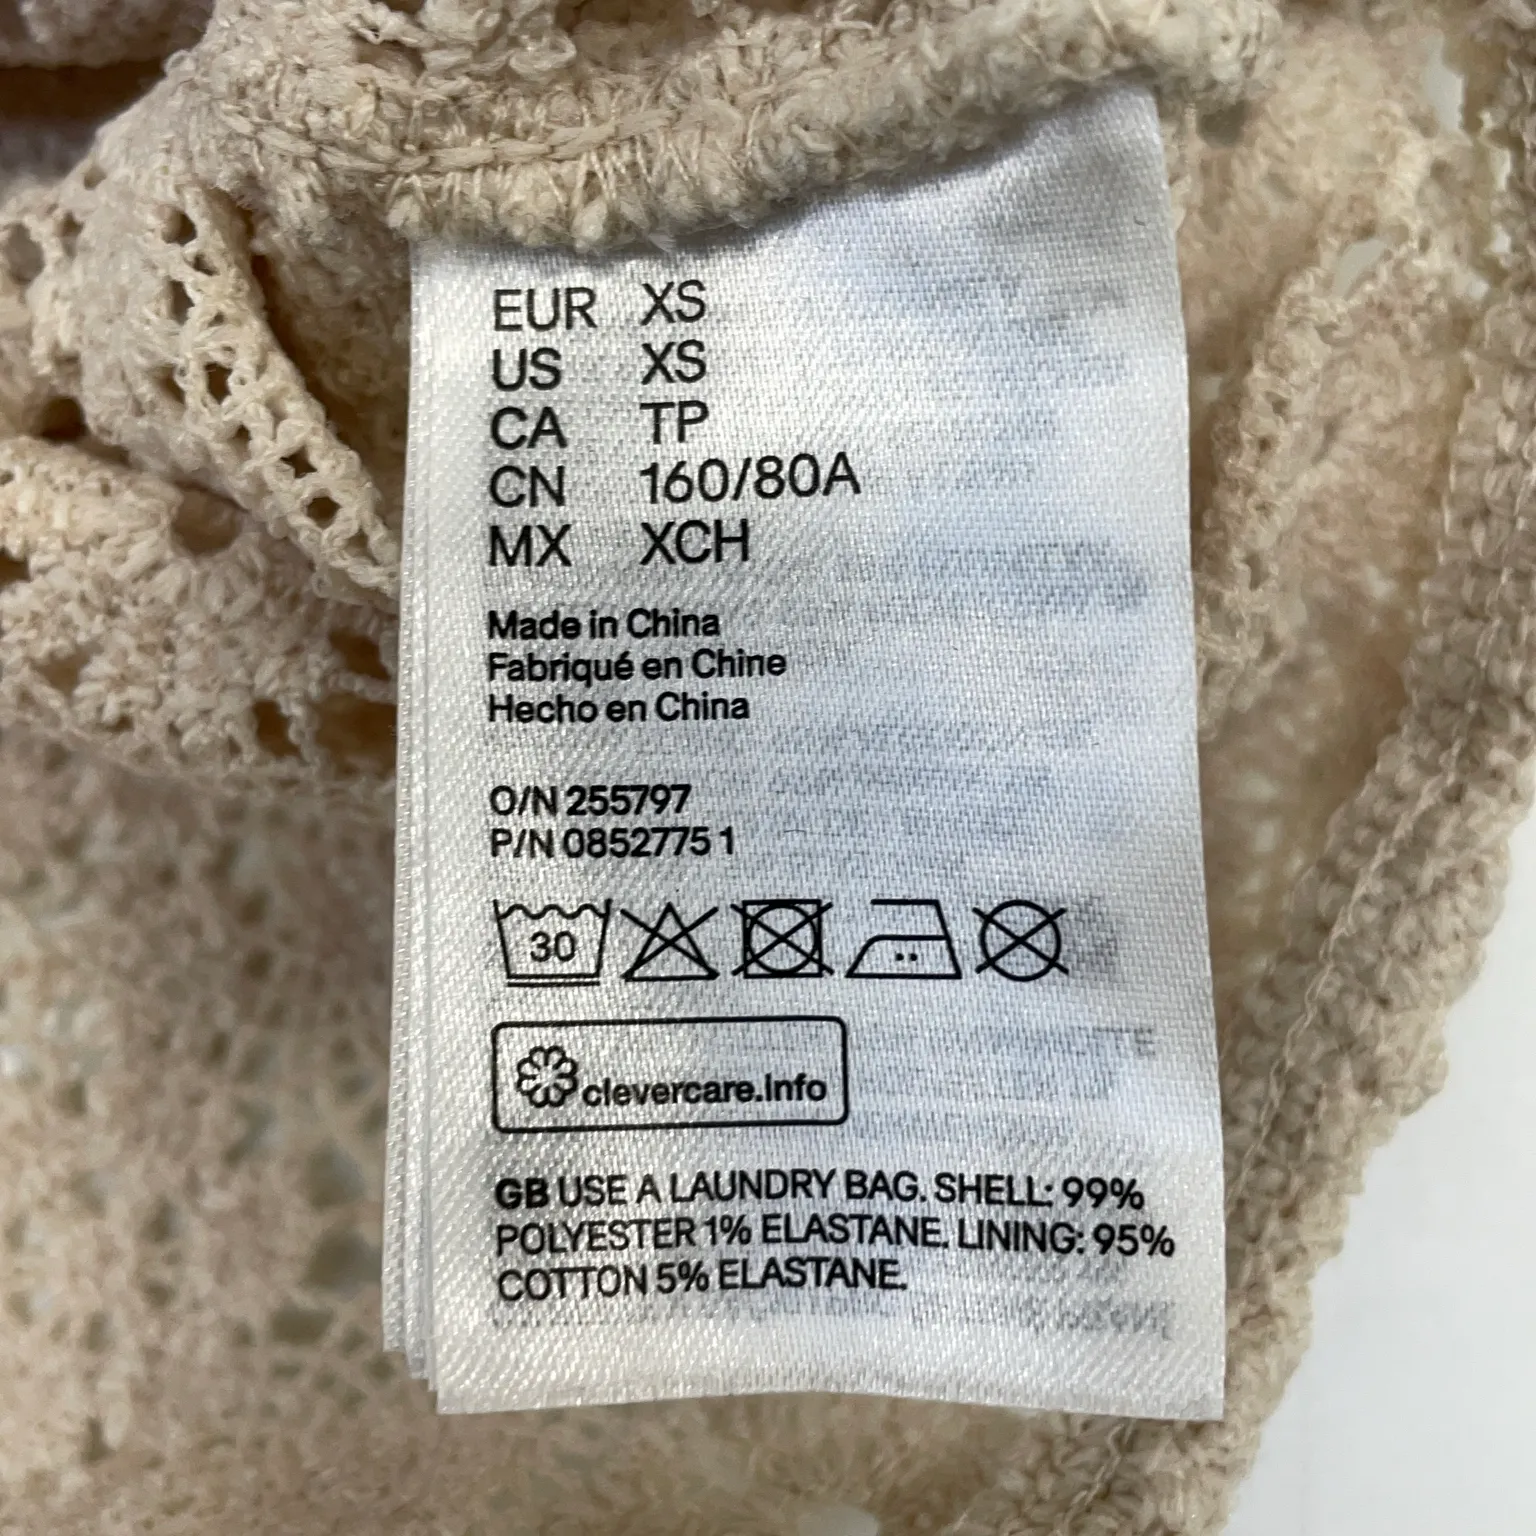 EUR XS
US XS
CA TP
CN 160/80A
MX XCH
Made in China
Fabriqué en Chine
Hecho en China
O/N 255797
P/N 0852775 1
30
clevercare.info
GB USE A LAUNDRY BAG. SHELL: 99%
POLYESTER 1% ELASTANE. LINING: 95%
COTTON 5% ELASTANE.